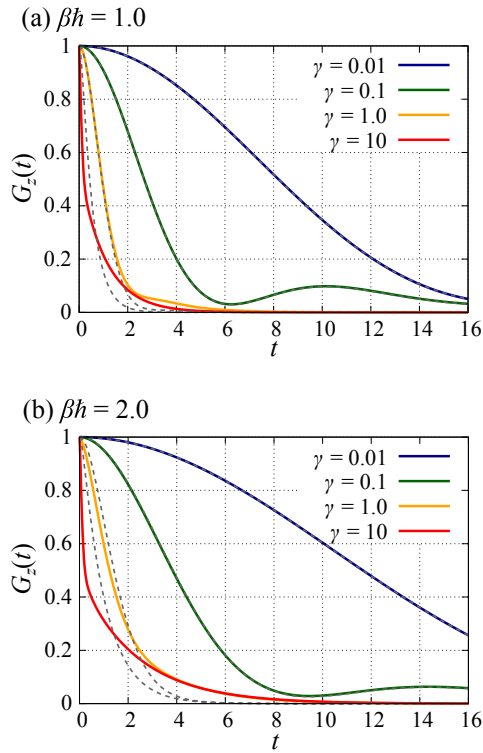 (a) βħ = 1.0
G_z(t)
1
0.8
0.6
0.4
0.2
0
γ = 0.01
γ = 0.1
γ = 1.0
γ = 10
0 2 4 6 8 10 12 14 16
t
(b) βħ = 2.0
G_z(t)
1
0.8
0.6
0.4
0.2
0
γ = 0.01
γ = 0.1
γ = 1.0
γ = 10
0 2 4 6 8 10 12 14 16
t